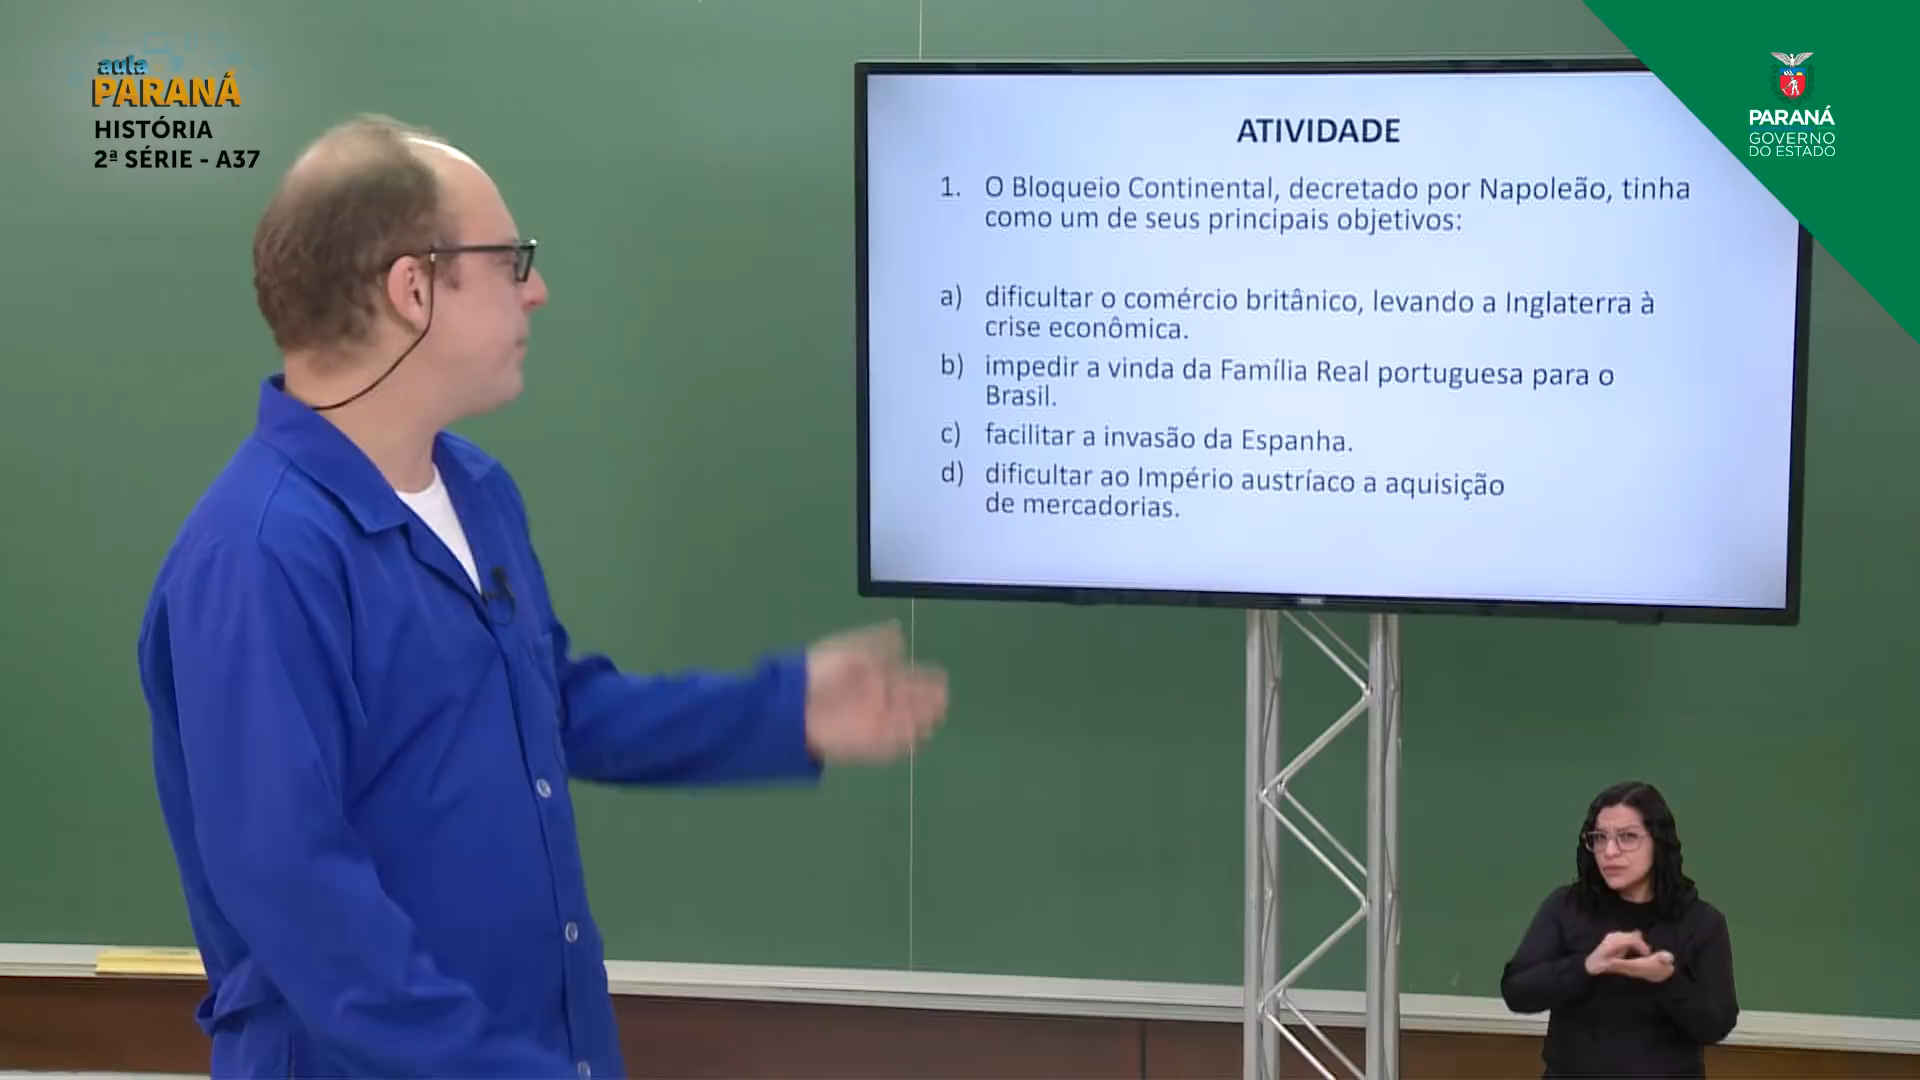 aula
PARANÁ
HISTÓRIA
2ª SÉRIE - A37
PARANÁ
GOVERNO
DO ESTADO
ATIVIDADE
1. O Bloqueio Continental, decretado por Napoleão, tinha
como um de seus principais objetivos:
a) dificultar o comércio britânico, levando a Inglaterra à
crise econômica.
b) impedir a vinda da Família Real portuguesa para o
Brasil.
c) facilitar a invasão da Espanha.
d) dificultar ao Império austríaco a aquisição
de mercadorias.